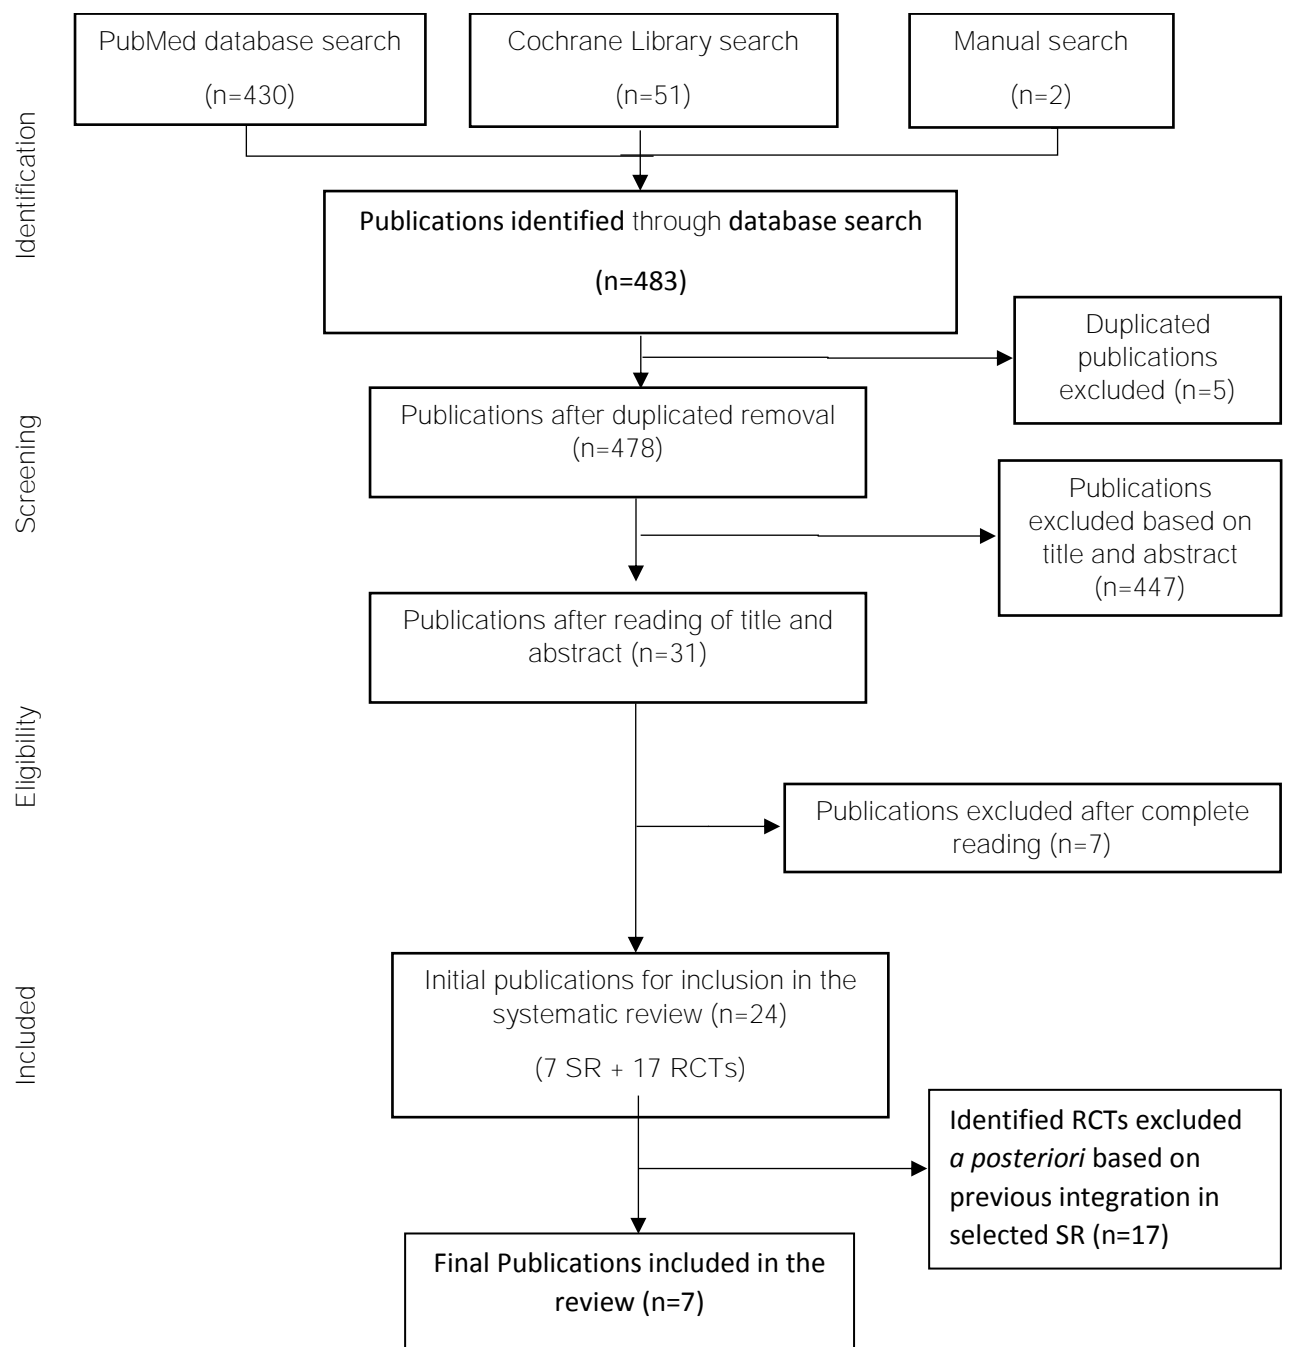 PubMed database search
(n=430)
Cochrane Library search
(n=51)
Manual search
(n=2)
Identification
Publications identified through database search
(n=483)
Duplicated
publications
excluded (n=5)
Screening
Publications after duplicated removal
(n=478)
Publications
excluded based on
title and abstract
(n=447)
Publications after reading of title and
abstract (n=31)
Eligibility
Publications excluded after complete
reading (n=7)
Included
Initial publications for inclusion in the
systematic review (n=24)
(7 SR + 17 RCTs)
Identified RCTs excluded
a posteriori based on
previous integration in
selected SR (n=17)
Final Publications included in the
review (n=7)